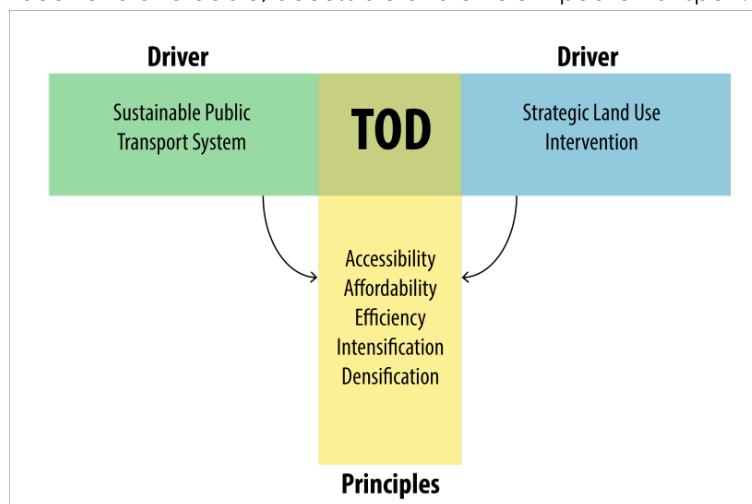 Driver
Driver
Sustainable Public
Transport System
TOD
Strategic Land Use
Intervention
Accessibility
Affordability
Efficiency
Intensification
Densification
Principles